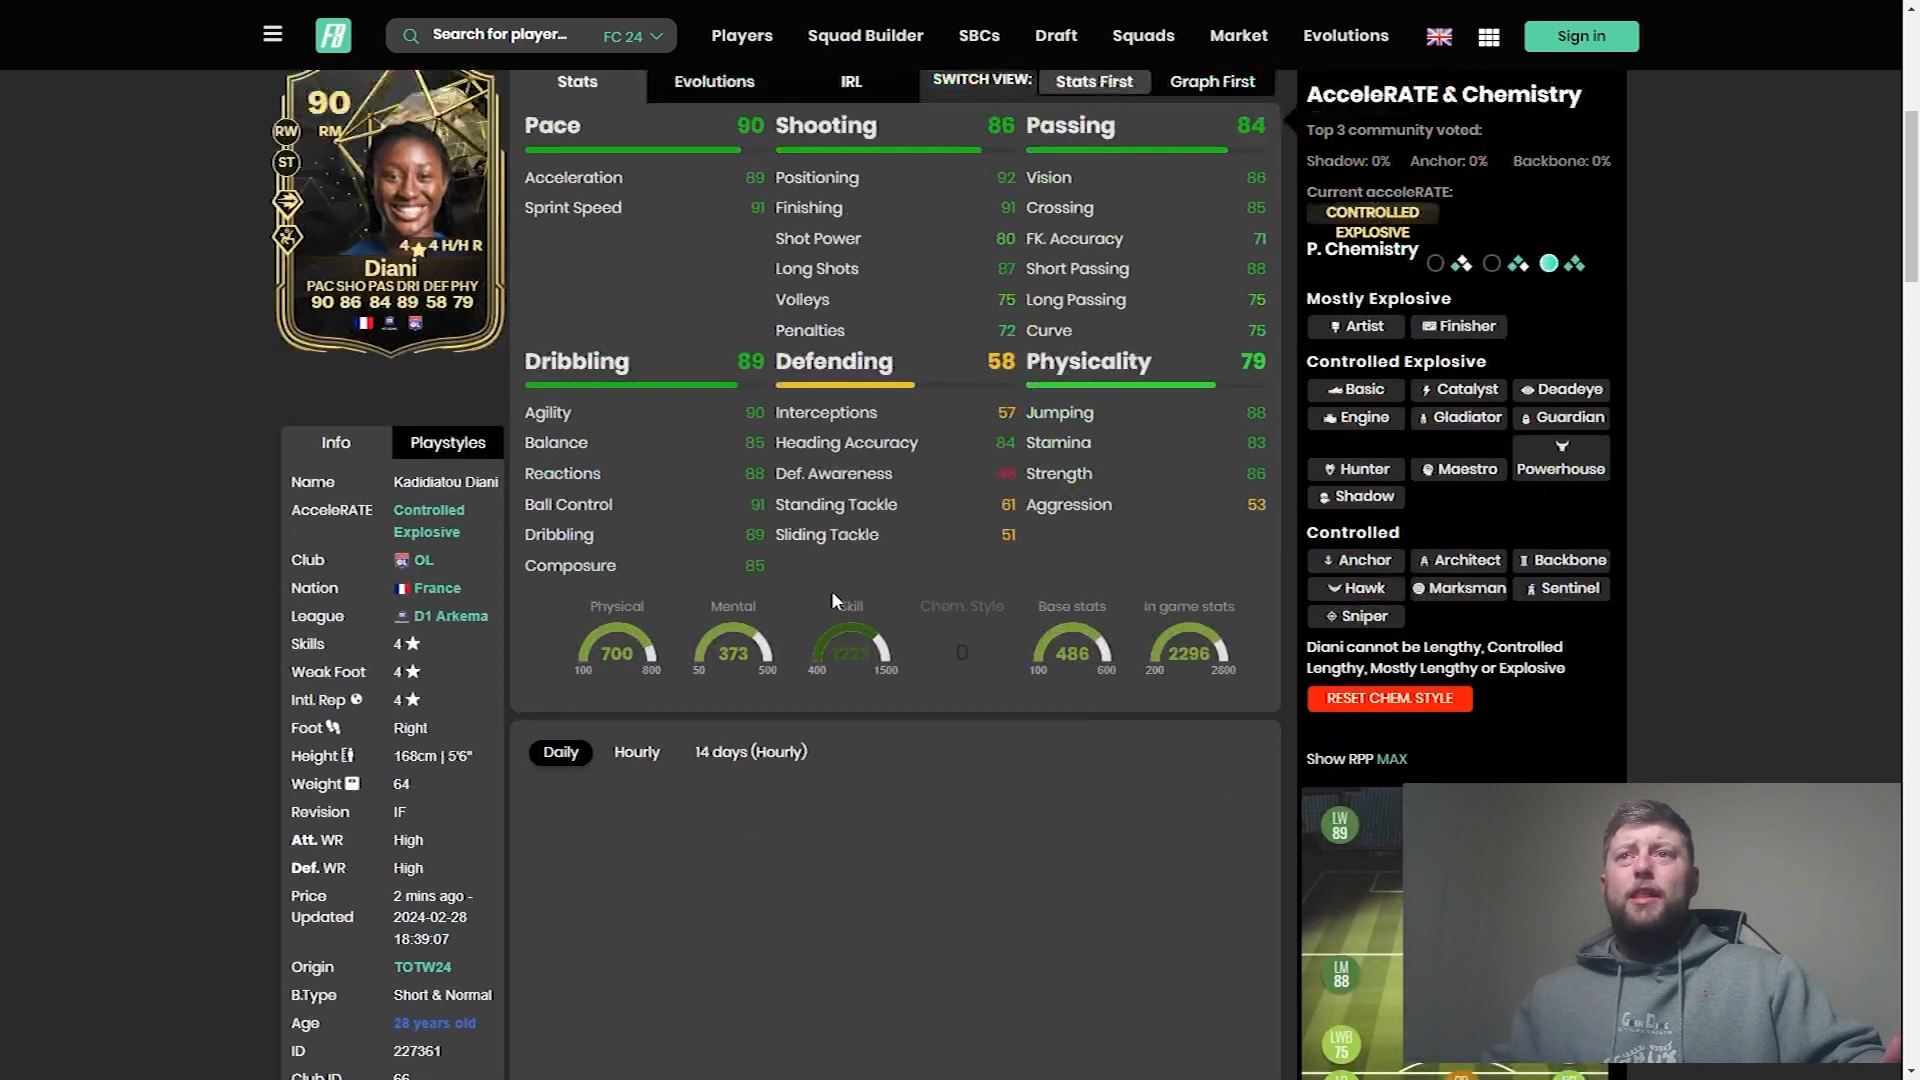 FB
Search for player...
FC 24
Players
Squad Builder
SBCs
Draft
Squads
Market
Evolutions
Sign in
90
RM
RW
ST
4★4 H/H R
Diani
PAC SHO PAS DRI DEF PHY
90 86 84 89 58 79
Stats
Evolutions
IRL
SWITCH VIEW:
Stats First
Graph First
Pace 90
Acceleration 89
Sprint Speed 91
Shooting 86
Positioning 92
Finishing 91
Shot Power 80
Long Shots 87
Volleys 75
Penalties 72
Passing 84
Vision 86
Crossing 85
FK. Accuracy 71
Short Passing 88
Long Passing 75
Curve 75
Dribbling 89
Agility 90
Balance 85
Reactions 88
Ball Control 91
Dribbling 89
Composure 85
Defending 58
Interceptions 57
Heading Accuracy 84
Def. Awareness
Standing Tackle 61
Sliding Tackle 51
Physicality 79
Jumping 88
Stamina 83
Strength 86
Aggression 53
Physical
700
100 800
Mental
373
50 500
400 1500
Chem. Style
0
Base stats
486
100 600
In game stats
2296
200 2800
Daily
Hourly
14 days (Hourly)
Info
Playstyles
Name Kadidiatou Diani
AcceleRATE Controlled
Explosive
Club OL
Nation France
League D1 Arkema
Skills 4★
Weak Foot 4★
Intl. Rep 4★
Foot Right
Height 168cm | 5'6"
Weight 64
Revision IF
Att. WR High
Def. WR High
Price 2 mins ago -
Updated 2024-02-28
18:39:07
Origin TOTW24
B.Type Short & Normal
Age 28 years old
ID 227361
Club ID 66
AcceleRATE & Chemistry
Top 3 community voted:
Shadow: 0% Anchor: 0% Backbone: 0%
Current acceleRATE:
CONTROLLED
EXPLOSIVE
P. Chemistry
Mostly Explosive
Artist Finisher
Controlled Explosive
Basic Catalyst Deadeye
Engine Gladiator Guardian
Hunter Maestro Powerhouse
Shadow
Controlled
Anchor Architect Backbone
Hawk Marksman Sentinel
Sniper
Diani cannot be Lengthy, Controlled
Lengthy, Mostly Lengthy or Explosive
RESET CHEM. STYLE
Show RPP MAX
LW
89
LM
88
LWB
75